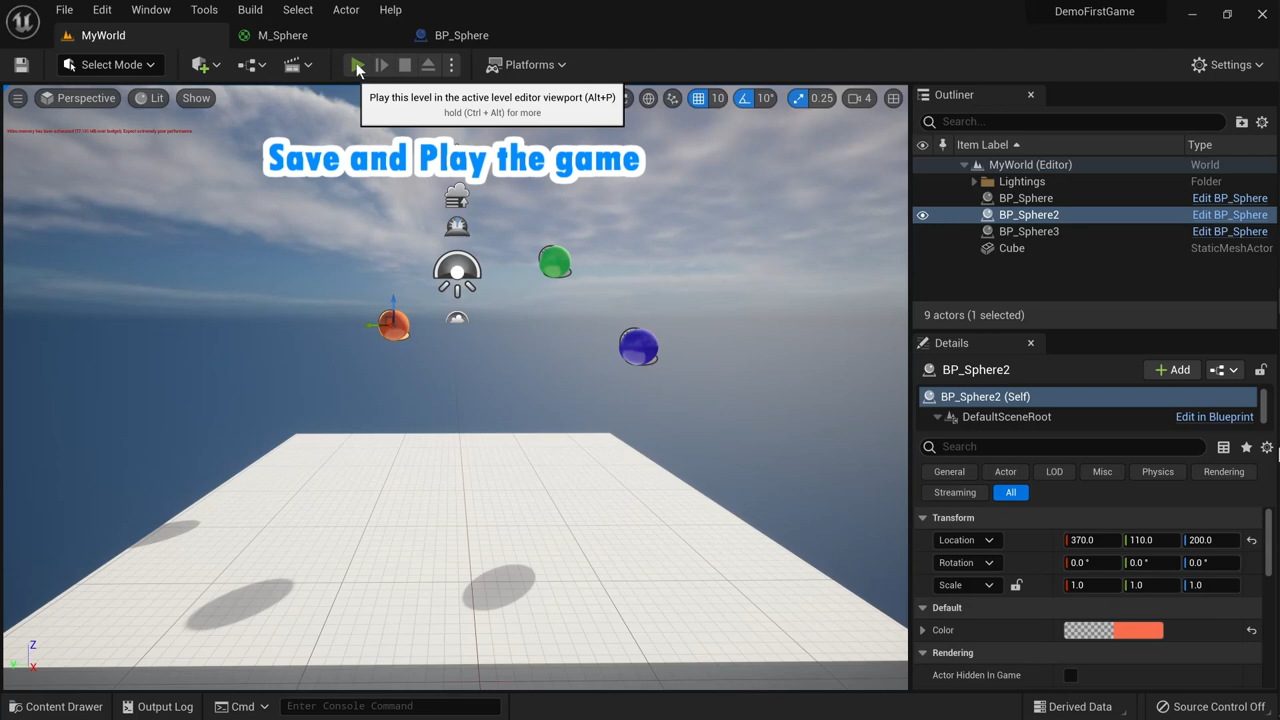 File Edit Window Tools Build Select Actor Help
DemoFirstGame
MyWorld M_Sphere BP_Sphere
Select Mode Platforms Settings
Play this level in the active level editor viewport (Alt+P)
hold (Ctrl + Alt) for more
Perspective Lit Show 10 10° 0.25 4
Save and Play the game
Outliner
Search...
Item Label Type
MyWorld (Editor) World
Lightings Folder
BP_Sphere Edit BP_Sphere
BP_Sphere2 Edit BP_Sphere
BP_Sphere3 Edit BP_Sphere
Cube StaticMeshActor
9 actors (1 selected)
Details
BP_Sphere2 Add
BP_Sphere2 (Self)
DefaultSceneRoot Edit in Blueprint
Search
General Actor LOD Misc Physics Rendering
Streaming All
Transform
Location 370.0 110.0 200.0
Rotation 0.0° 0.0° 0.0°
Scale 1.0 1.0 1.0
Default
Color
Rendering
Actor Hidden In Game
Z
Y X
Content Drawer Output Log Cmd Enter Console Command Derived Data Source Control Off